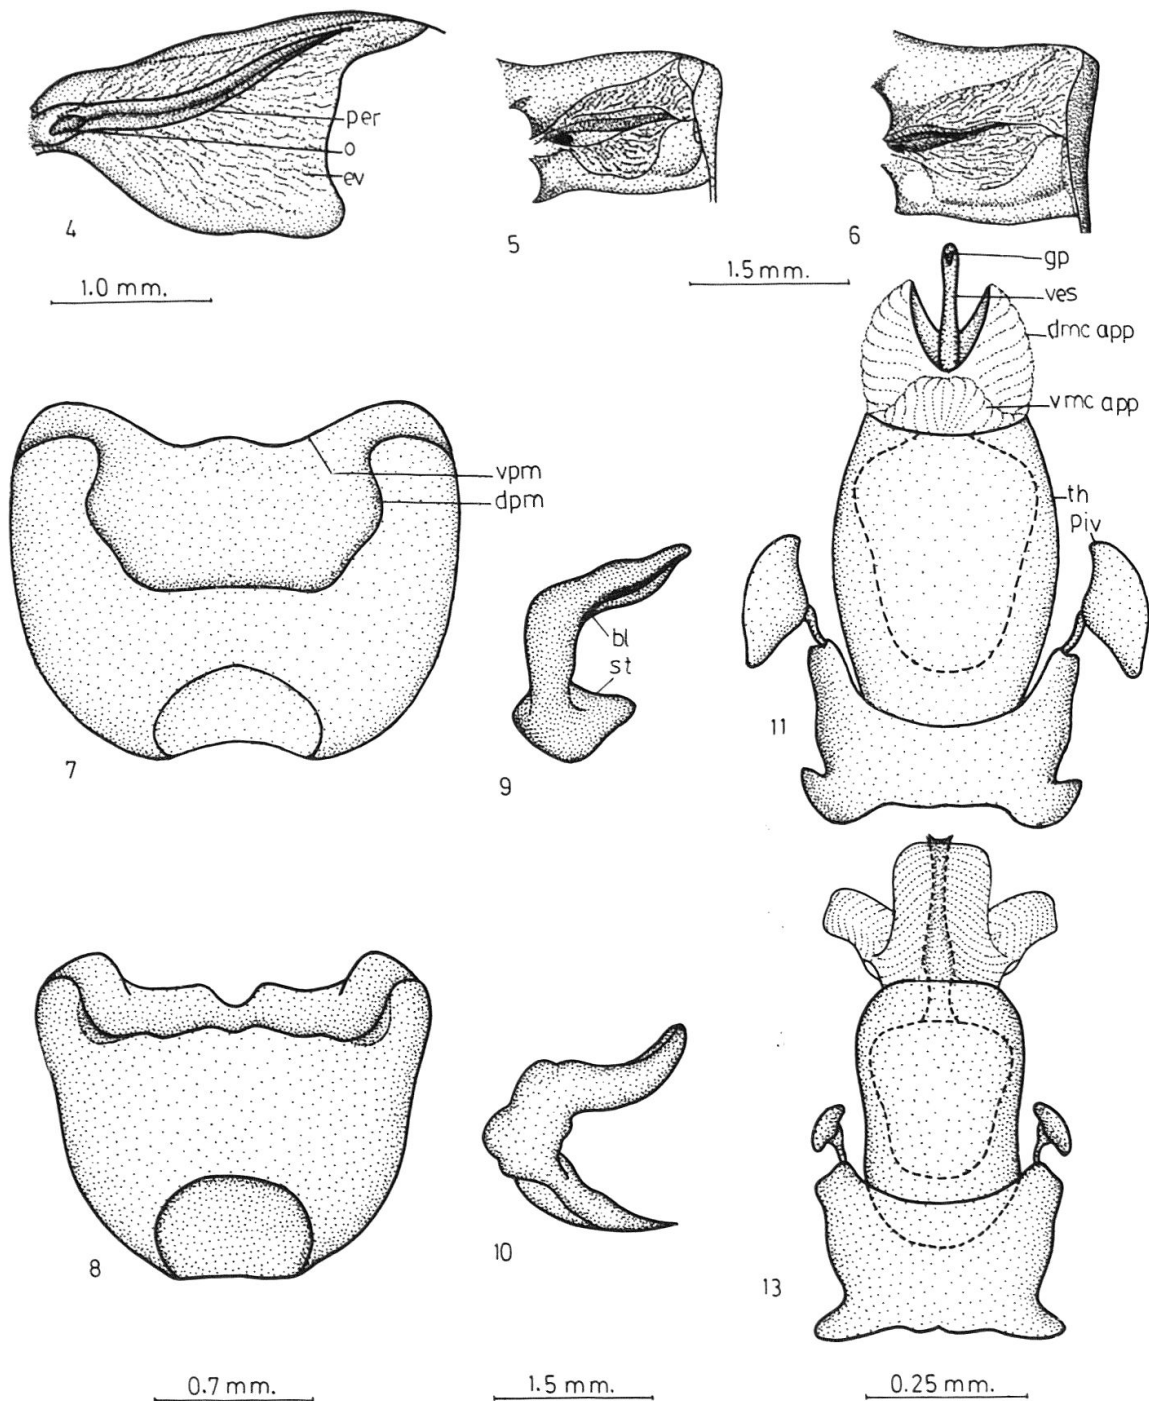 per
o
ev
4
5
6
1.0 mm.
1.5 mm.
gp
ves
dmc app
vmc app
vpm
dpm
th
piv
bl
st
7
9
11
8
10
13
0.7 mm.
1.5 mm.
0.25 mm.